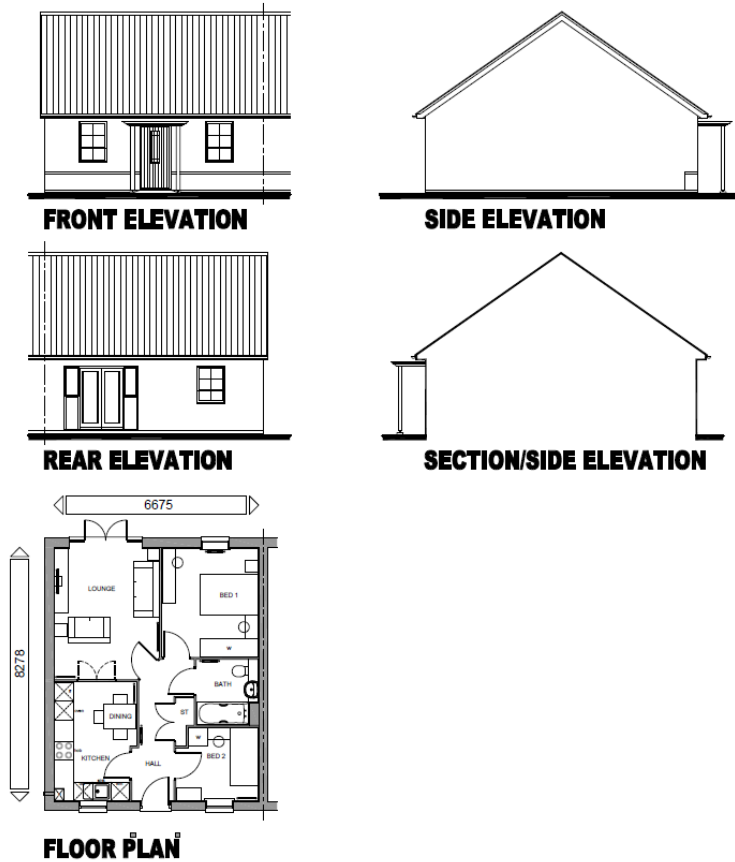 FRONT ELEVATION
SIDE ELEVATION
REAR ELEVATION
SECTION/SIDE ELEVATION
6675
8278
LOUNGE
BED 1
W
BATH
DINING
ST
W
KITCHEN
HALL
BED 2
FLOOR PLAN